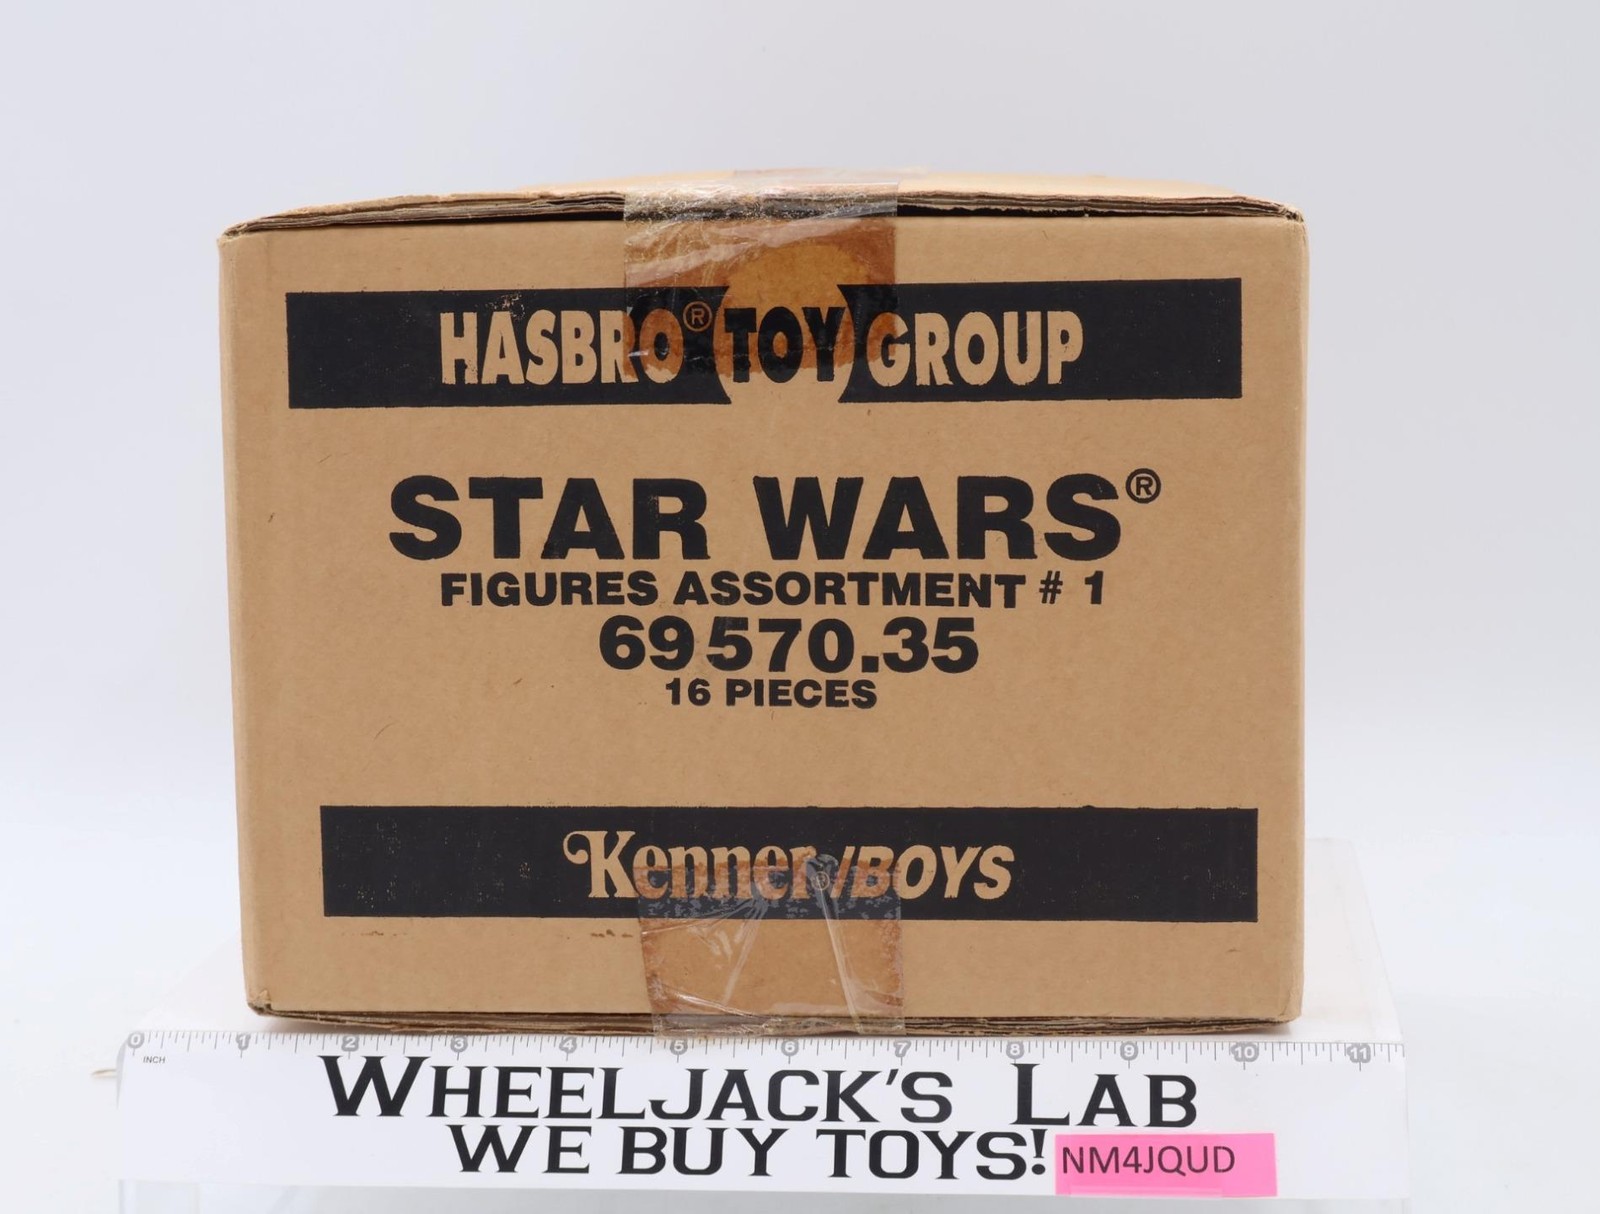 HASBRO® (TOY) GROUP
STAR WARS®
FIGURES ASSORTMENT # 1
69570.35
16 PIECES
Kenner®/BOYS
0 1 2 3 4 5 6 7 8 9 10 11
INCH
WHEELJACK'S LAB
WE BUY TOYS!
NM4JQUD